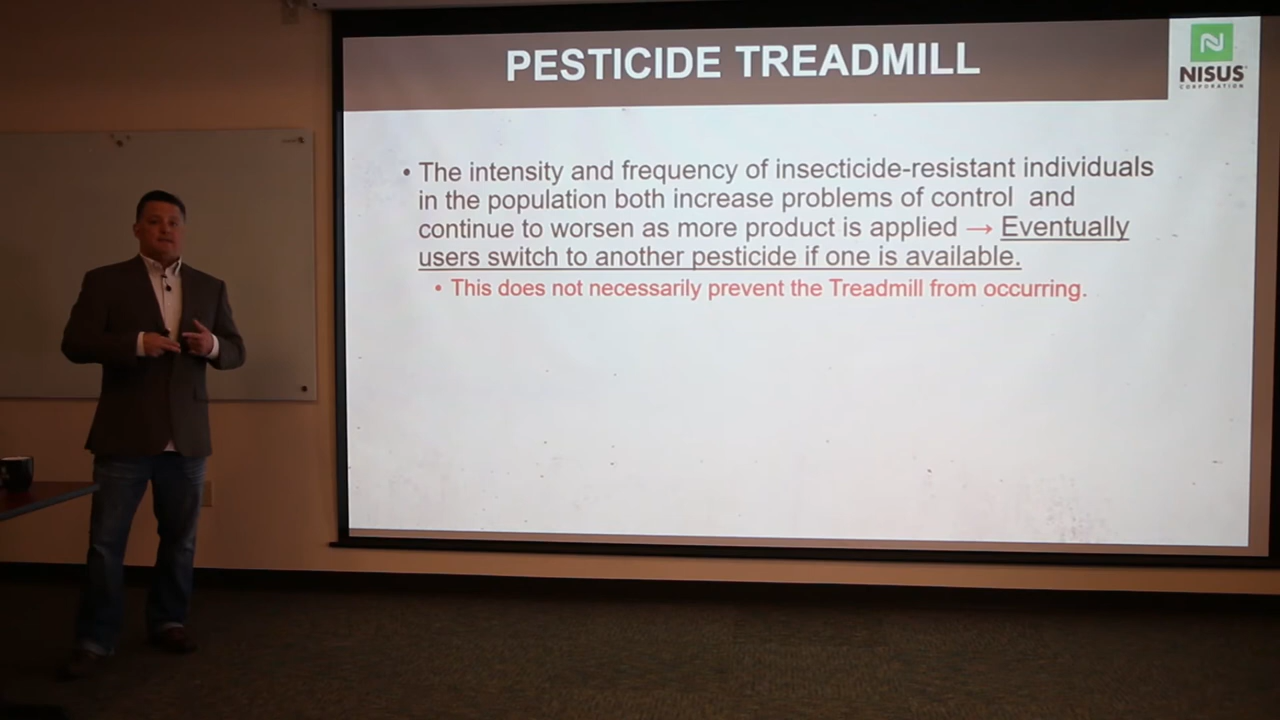 PESTICIDE TREADMILL
N
NISUS
CORPORATION
• The intensity and frequency of insecticide-resistant individuals
in the population both increase problems of control and
continue to worsen as more product is applied → Eventually
users switch to another pesticide if one is available.
• This does not necessarily prevent the Treadmill from occurring.